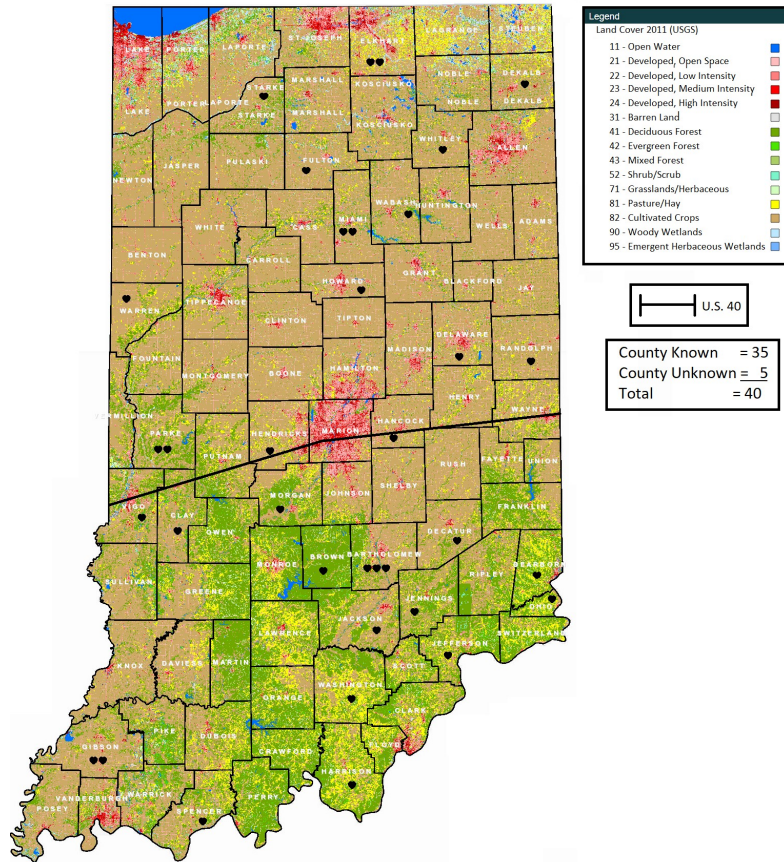 Legend
Land Cover 2011 (USGS)
11 - Open Water
21 - Developed, Open Space
22 - Developed, Low Intensity
23 - Developed, Medium Intensity
24 - Developed, High Intensity
31 - Barren Land
41 - Deciduous Forest
42 - Evergreen Forest
43 - Mixed Forest
52 - Shrub/Scrub
71 - Grasslands/Herbaceous
81 - Pasture/Hay
82 - Cultivated Crops
90 - Woody Wetlands
95 - Emergent Herbaceous Wetlands
U.S. 40
County Known = 35
County Unknown = 5
Total = 40
LAKE PORTER LAPORTE ST JOSEPH ELKHART LAGRANGE STEUBEN
STARKE MARSHALL KOSCIUSKO NOBLE DEKALB
LAKE PORTER LAPORTE STARKE MARSHALL KOSCIUSKO NOBLE DEKALB
NEWTON JASPER PULASKI FULTON WHITLEY ALLEN
WHITE CASS MIAMI WABASH HUNTINGTON WELLS ADAMS
BENTON CARROLL HOWARD GRANT BLACKFORD JAY
WARREN TIPPECANOE CLINTON TIPTON DELAWARE RANDOLPH
FOUNTAIN MONTGOMERY BOONE HAMILTON MADISON HENRY WAYNE
VERMILLION PARKE PUTNAM HENDRICKS MARION HANCOCK
RUSH FAYETTE UNION
VIGO CLAY OWEN MORGAN JOHNSON SHELBY FRANKLIN
SULLIVAN GREENE MONROE BROWN BARTHOLOMEW DECATUR RIPLEY DEARBORN
JENNINGS OHIO
KNOX DAVIESS MARTIN LAWRENCE JACKSON JEFFERSON SWITZERLAND
ORANGE WASHINGTON SCOTT CLARK
GIBSON PIKE DUBOIS CRAWFORD FLOYD
POSEY VANDERBURGH WARRICK SPENCER PERRY HARRISON